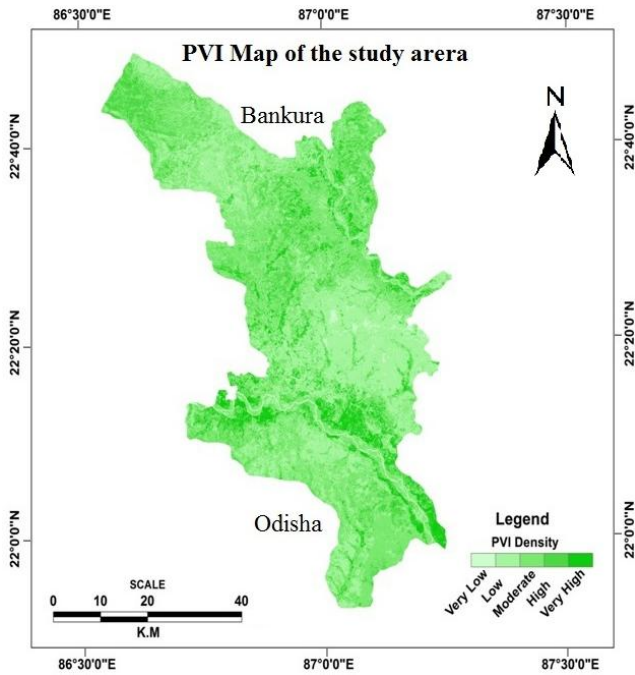 86°30'0"E 87°0'0"E 87°30'0"E
PVI Map of the study arera
N
Bankura
22°40'0"N 22°40'0"N
22°20'0"N 22°20'0"N
Odisha
22°0'0"N 22°0'0"N
Legend
PVI Density
Very Low Low Moderate High Very High
SCALE
0 10 20 40
K.M
86°30'0"E 87°0'0"E 87°30'0"E